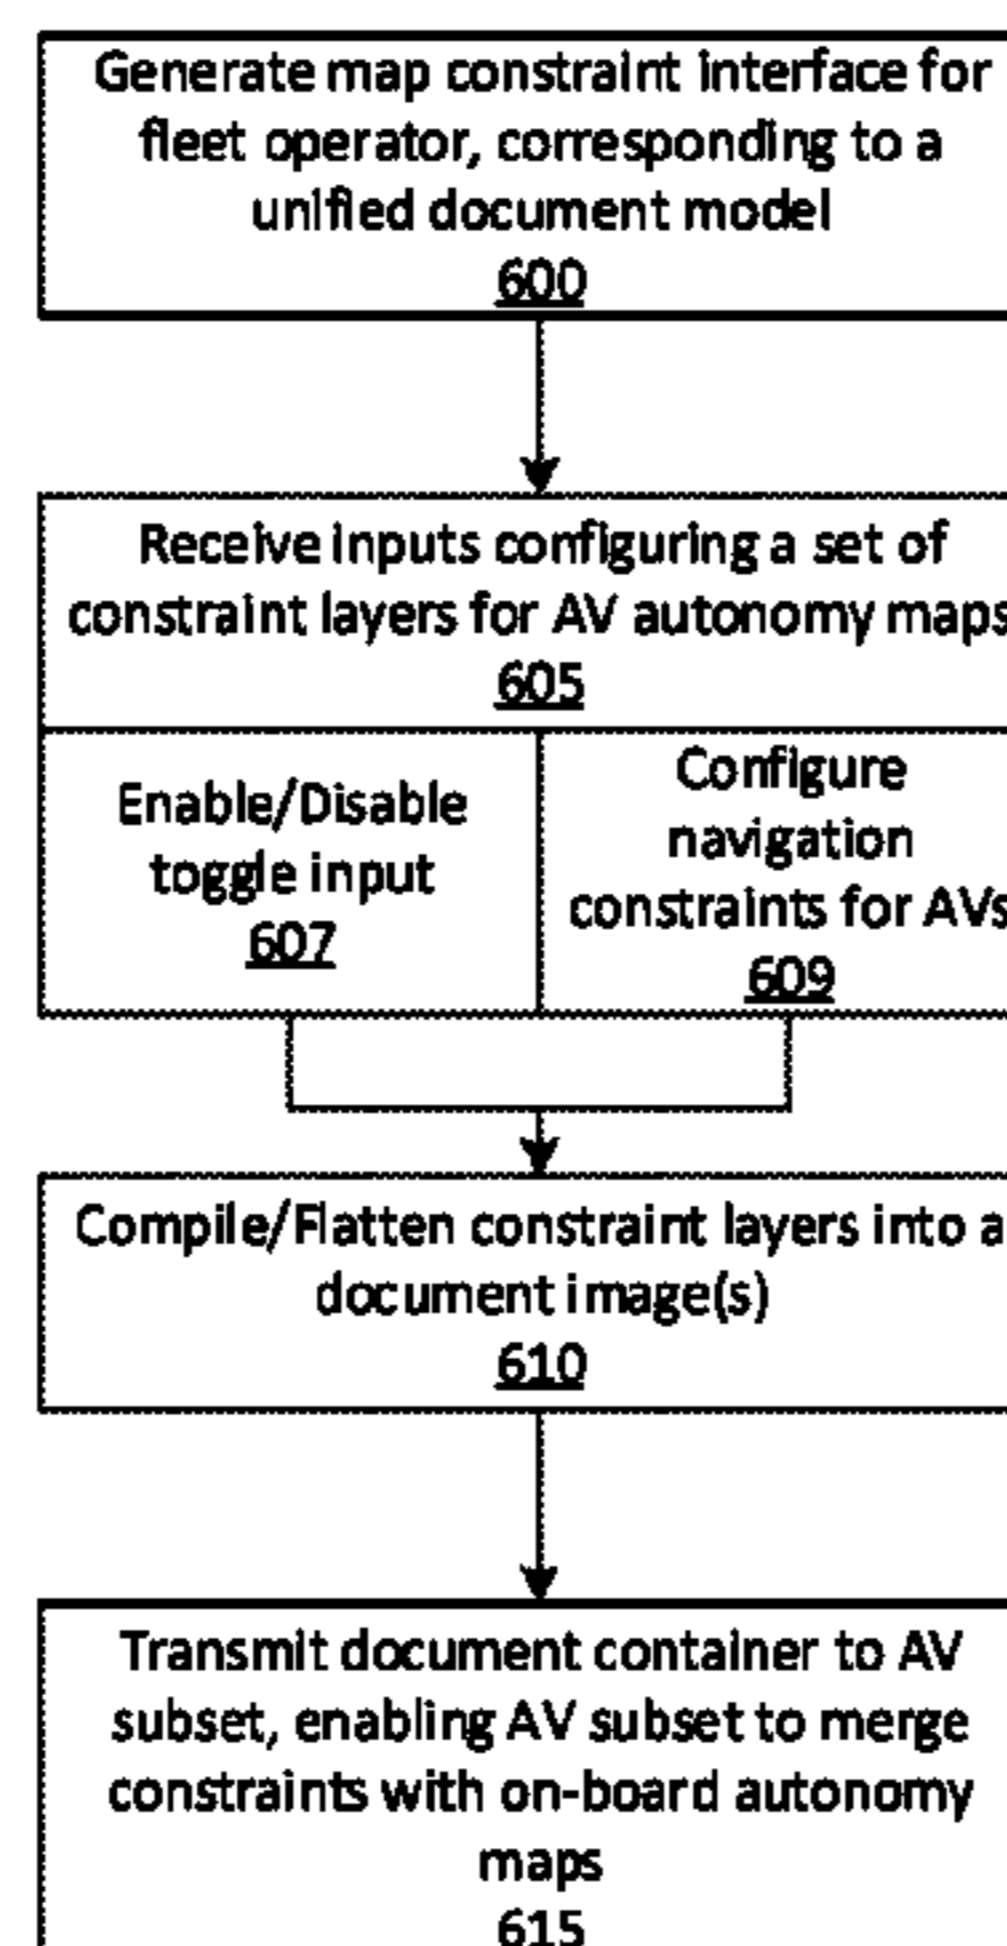 Generate map constraint interface for
fleet operator, corresponding to a
unified document model
600
Receive inputs configuring a set of
constraint layers for AV autonomy maps
605
Enable/Disable
toggle input
607
Configure
navigation
constraints for AVs
609
Compile/Flatten constraint layers into a
document image(s)
610
Transmit document container to AV
subset, enabling AV subset to merge
constraints with on-board autonomy
maps
615